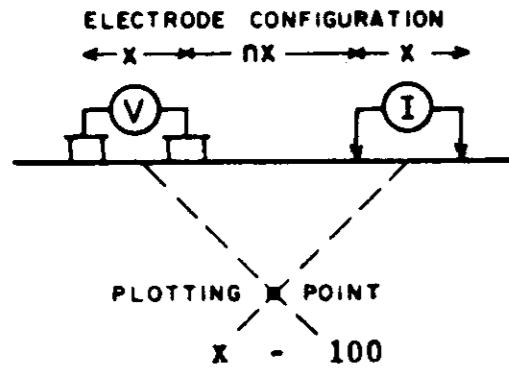 ELECTRODE CONFIGURATION
x nx x
V I
PLOTTING POINT
x - 100